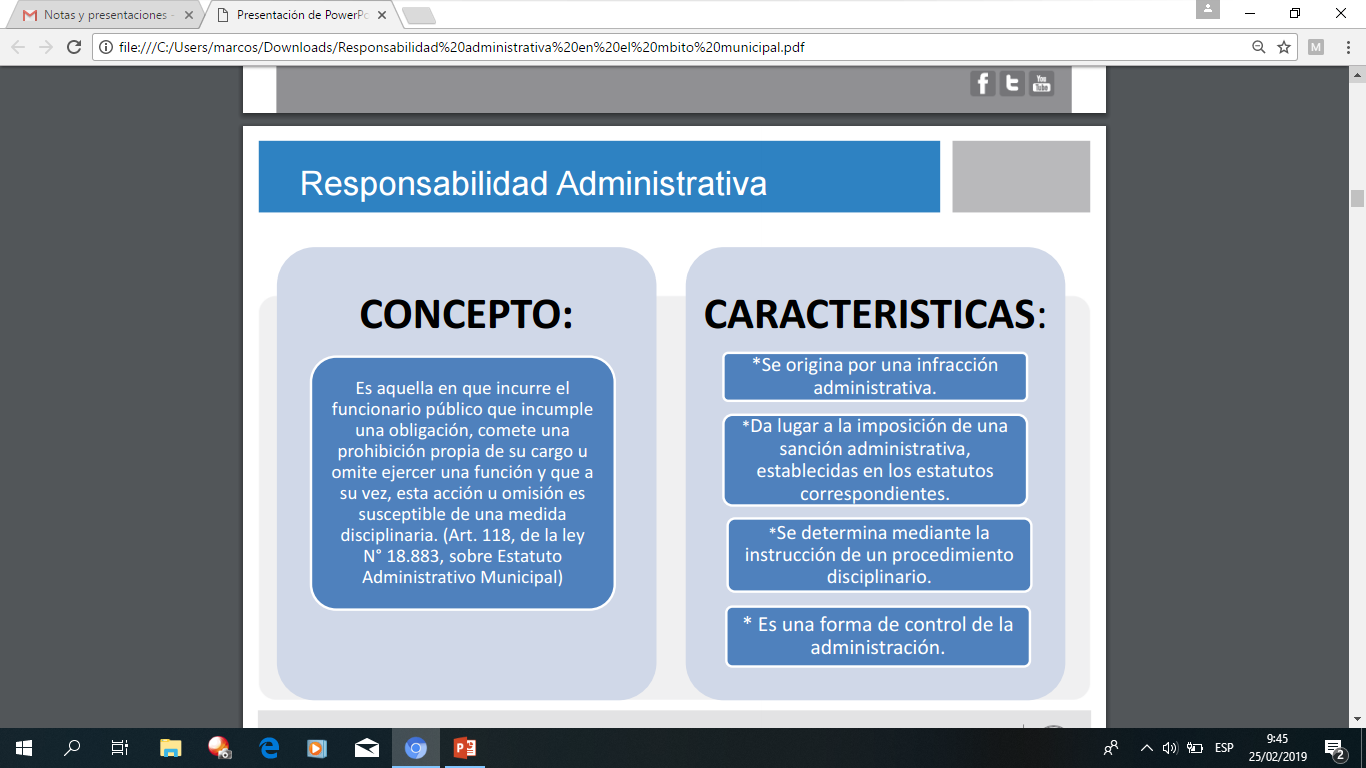 Notas y presentaciones -
Presentación de PowerPo
file:///C:/Users/marcos/Downloads/Responsabilidad%20administrativa%20en%20el%20mbito%20municipal.pdf
M
f t You
Tube
Responsabilidad Administrativa
CONCEPTO:
Es aquella en que incurre el
funcionario público que incumple
una obligación, comete una
prohibición propia de su cargo u
omite ejercer una función y que a
su vez, esta acción u omisión es
susceptible de una medida
disciplinaria. (Art. 118, de la ley
N° 18.883, sobre Estatuto
Administrativo Municipal)
CARACTERISTICAS:
*Se origina por una infracción
administrativa.
*Da lugar a la imposición de una
sanción administrativa,
establecidas en los estatutos
correspondientes.
*Se determina mediante la
instrucción de un procedimiento
disciplinario.
* Es una forma de control de la
administración.
ESP
9:45
25/02/2019
2